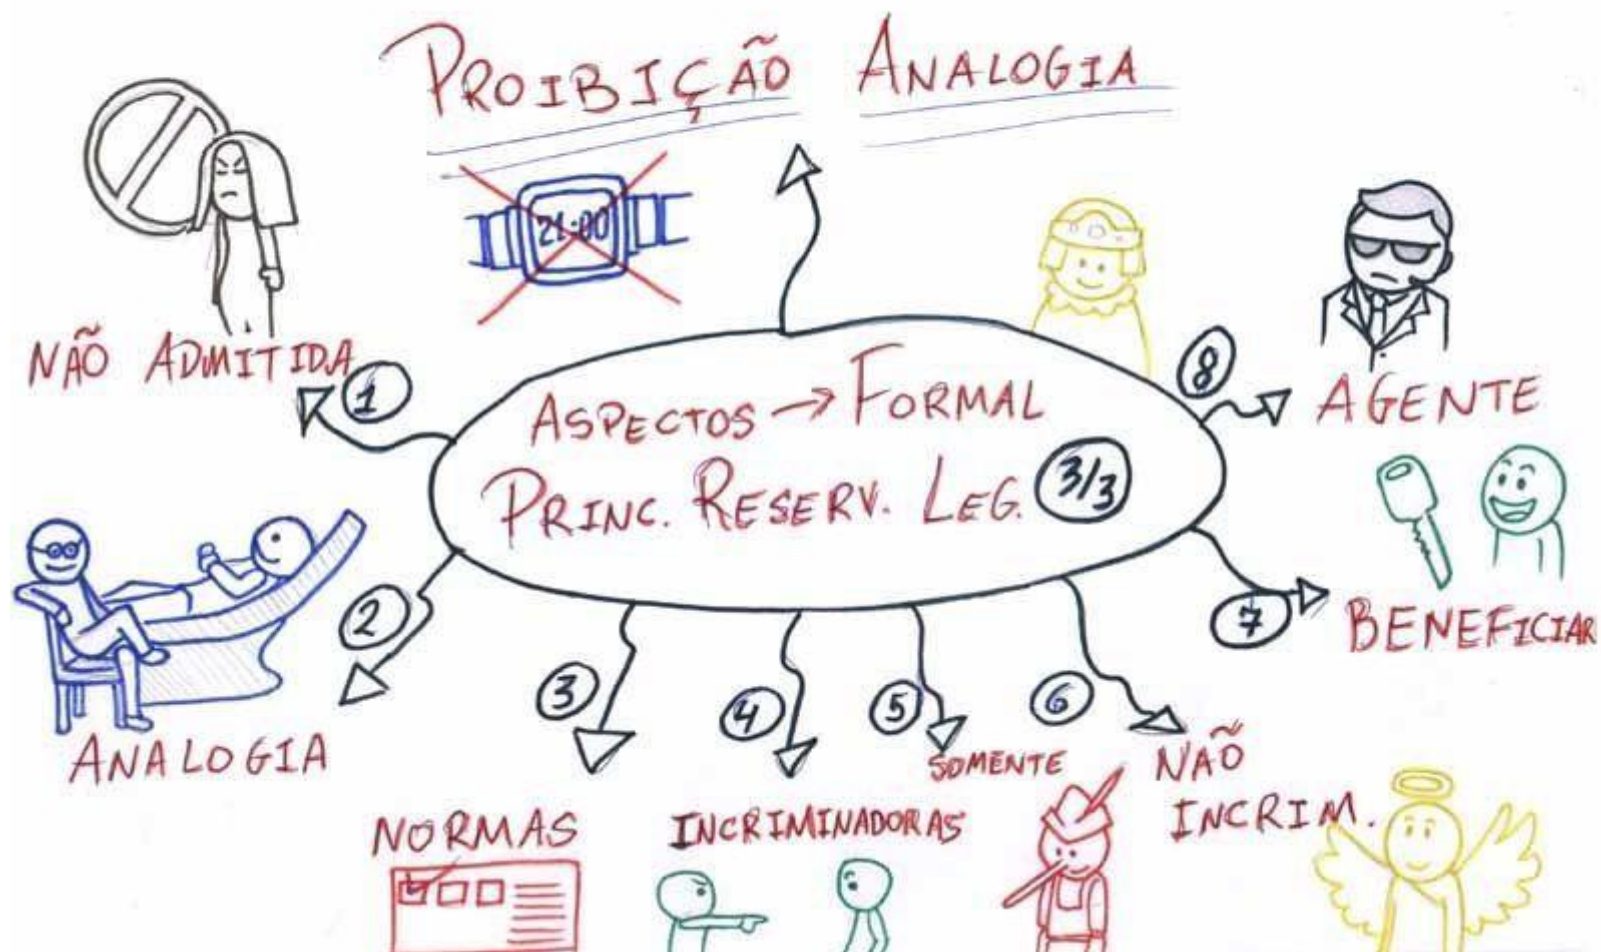 PROIBIÇÃO ANALOGIA
21:00
NÃO ADMITIDA
1
ASPECTOS → FORMAL
PRINC. RESERV. LEG. 3/3
8
AGENTE
2
ANALOGIA
3
NORMAS
4
INCRIMINADORAS
5
SOMENTE
6
NÃO
INCRIM.
7
BENEFICIAR